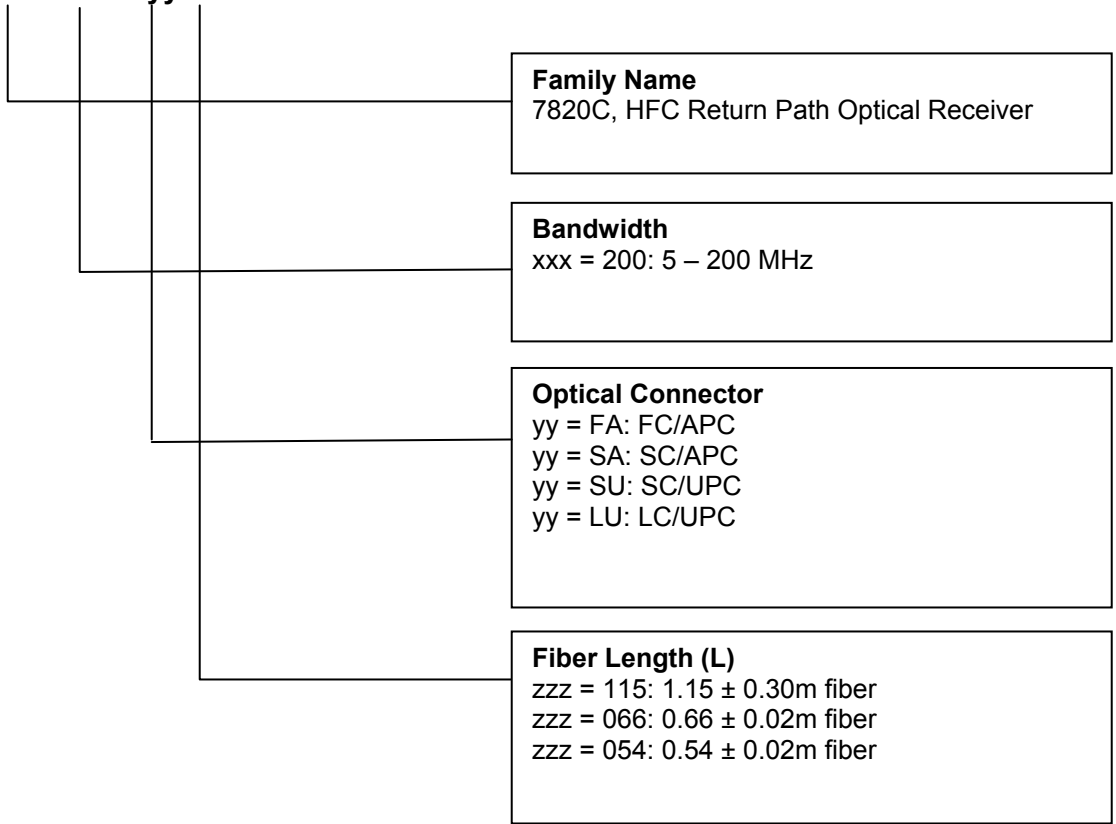 Family Name
7820C, HFC Return Path Optical Receiver
Bandwidth
xxx = 200: 5 – 200 MHz
Optical Connector
yy = FA: FC/APC
yy = SA: SC/APC
yy = SU: SC/UPC
yy = LU: LC/UPC
Fiber Length (L)
zzz = 115: 1.15 ± 0.30m fiber
zzz = 066: 0.66 ± 0.02m fiber
zzz = 054: 0.54 ± 0.02m fiber